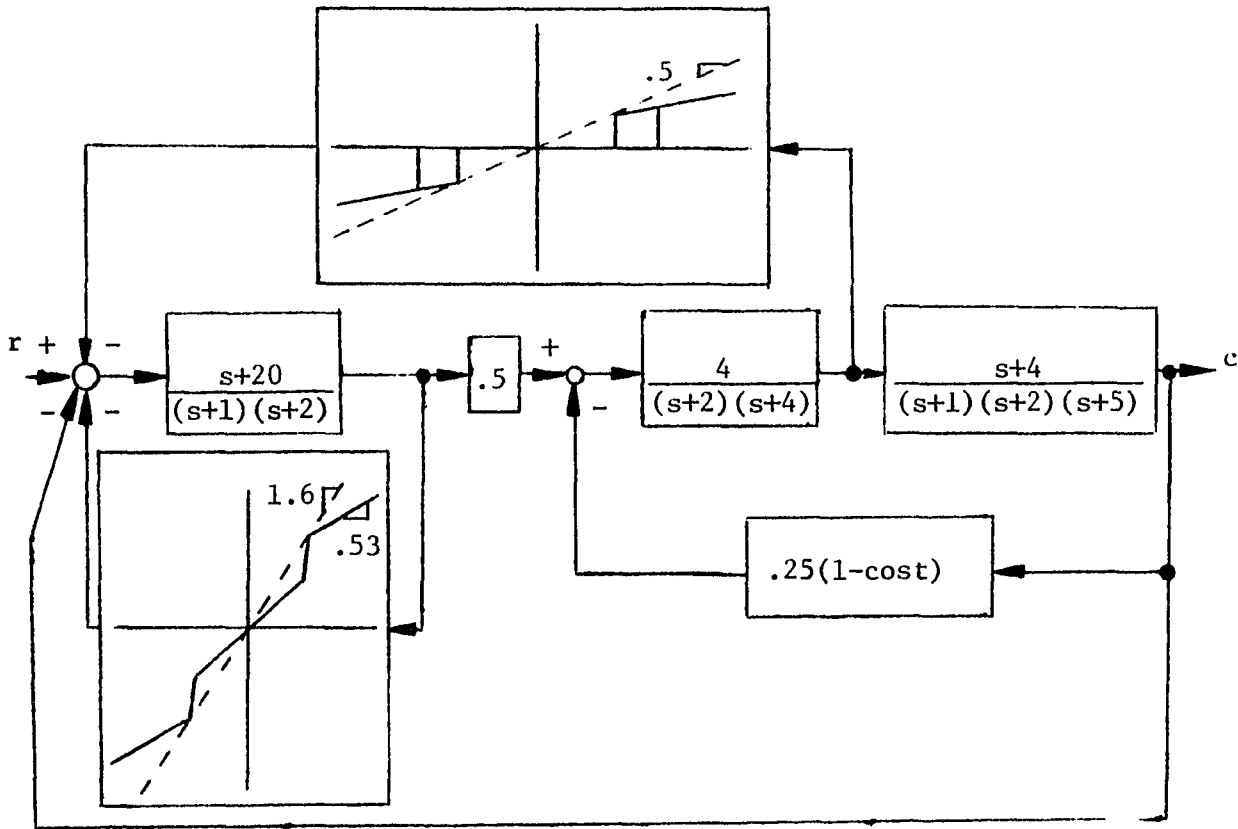 .5
r + -
s+20
(s+1)(s+2)
.5
+
4
(s+2)(s+4)
s+4
(s+1)(s+2)(s+5)
c
- -
-
1.6
.53
.25(1-cost)